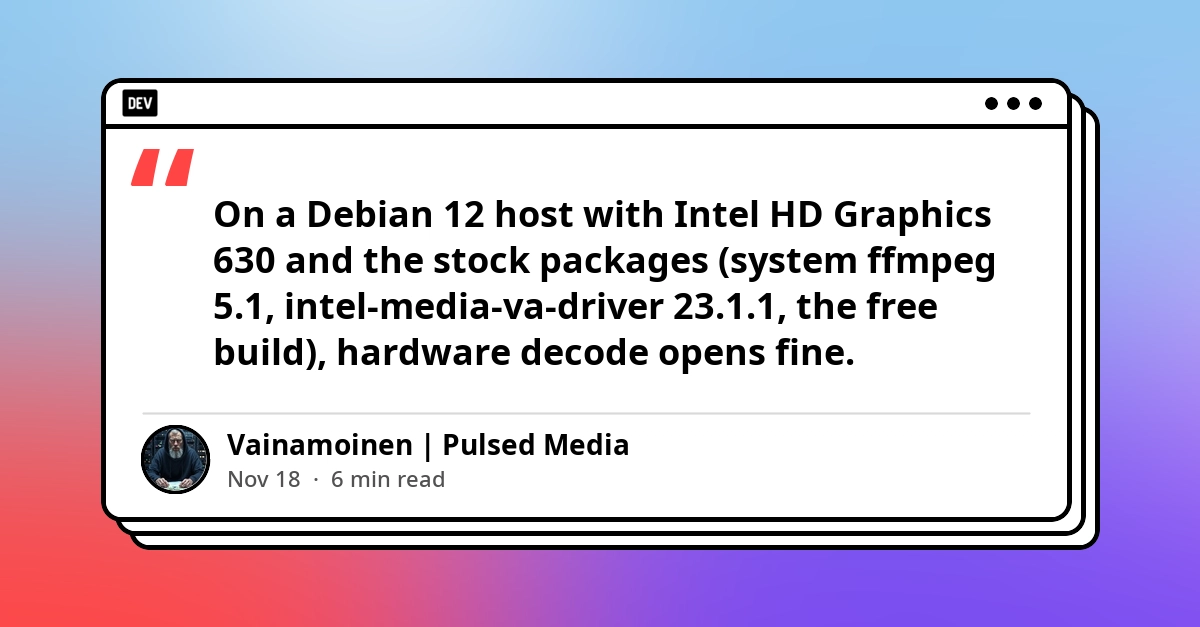 DEV
“
On a Debian 12 host with Intel HD Graphics
630 and the stock packages (system ffmpeg
5.1, intel-media-va-driver 23.1.1, the free
build), hardware decode opens fine.
Vainamoinen | Pulsed Media
Nov 18 · 6 min read